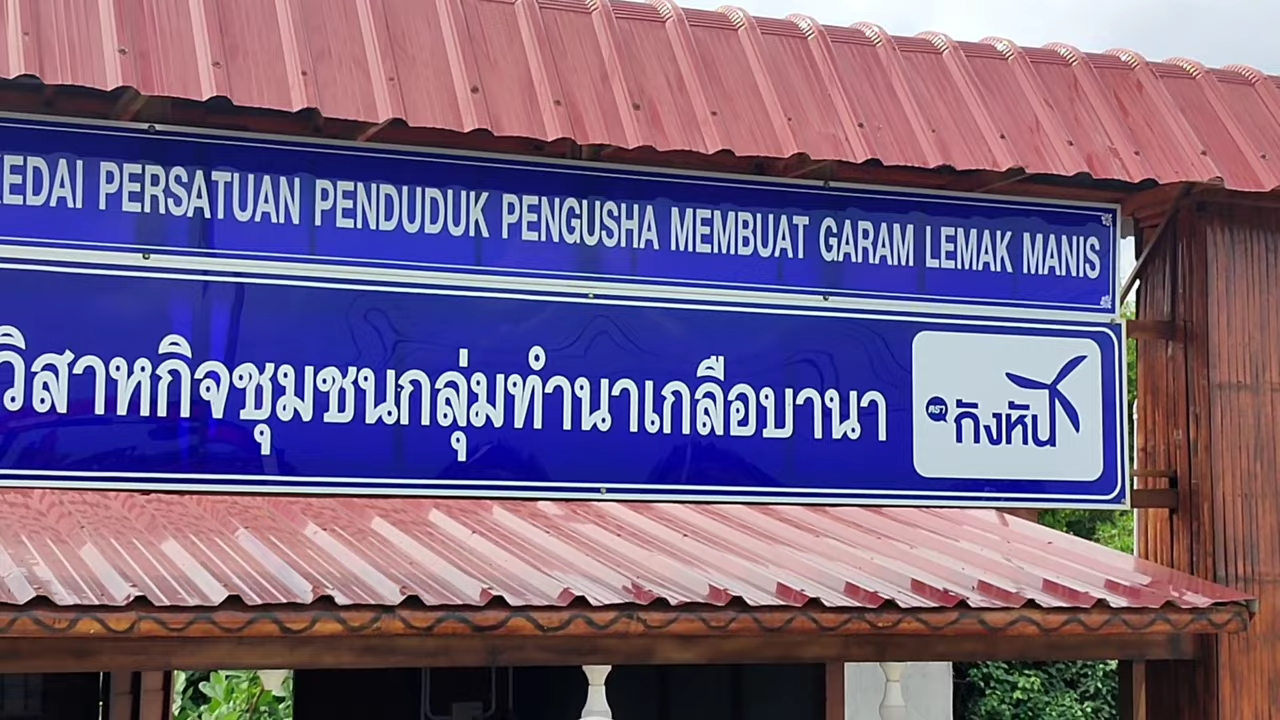 KEDAI PERSATUAN PENDUDUK PENGUSHA MEMBUAT GARAM LEMAK MANIS
วิสาหกิจชุมชนกลุ่มทำนาเกลือบานา
ตรา กังหัน